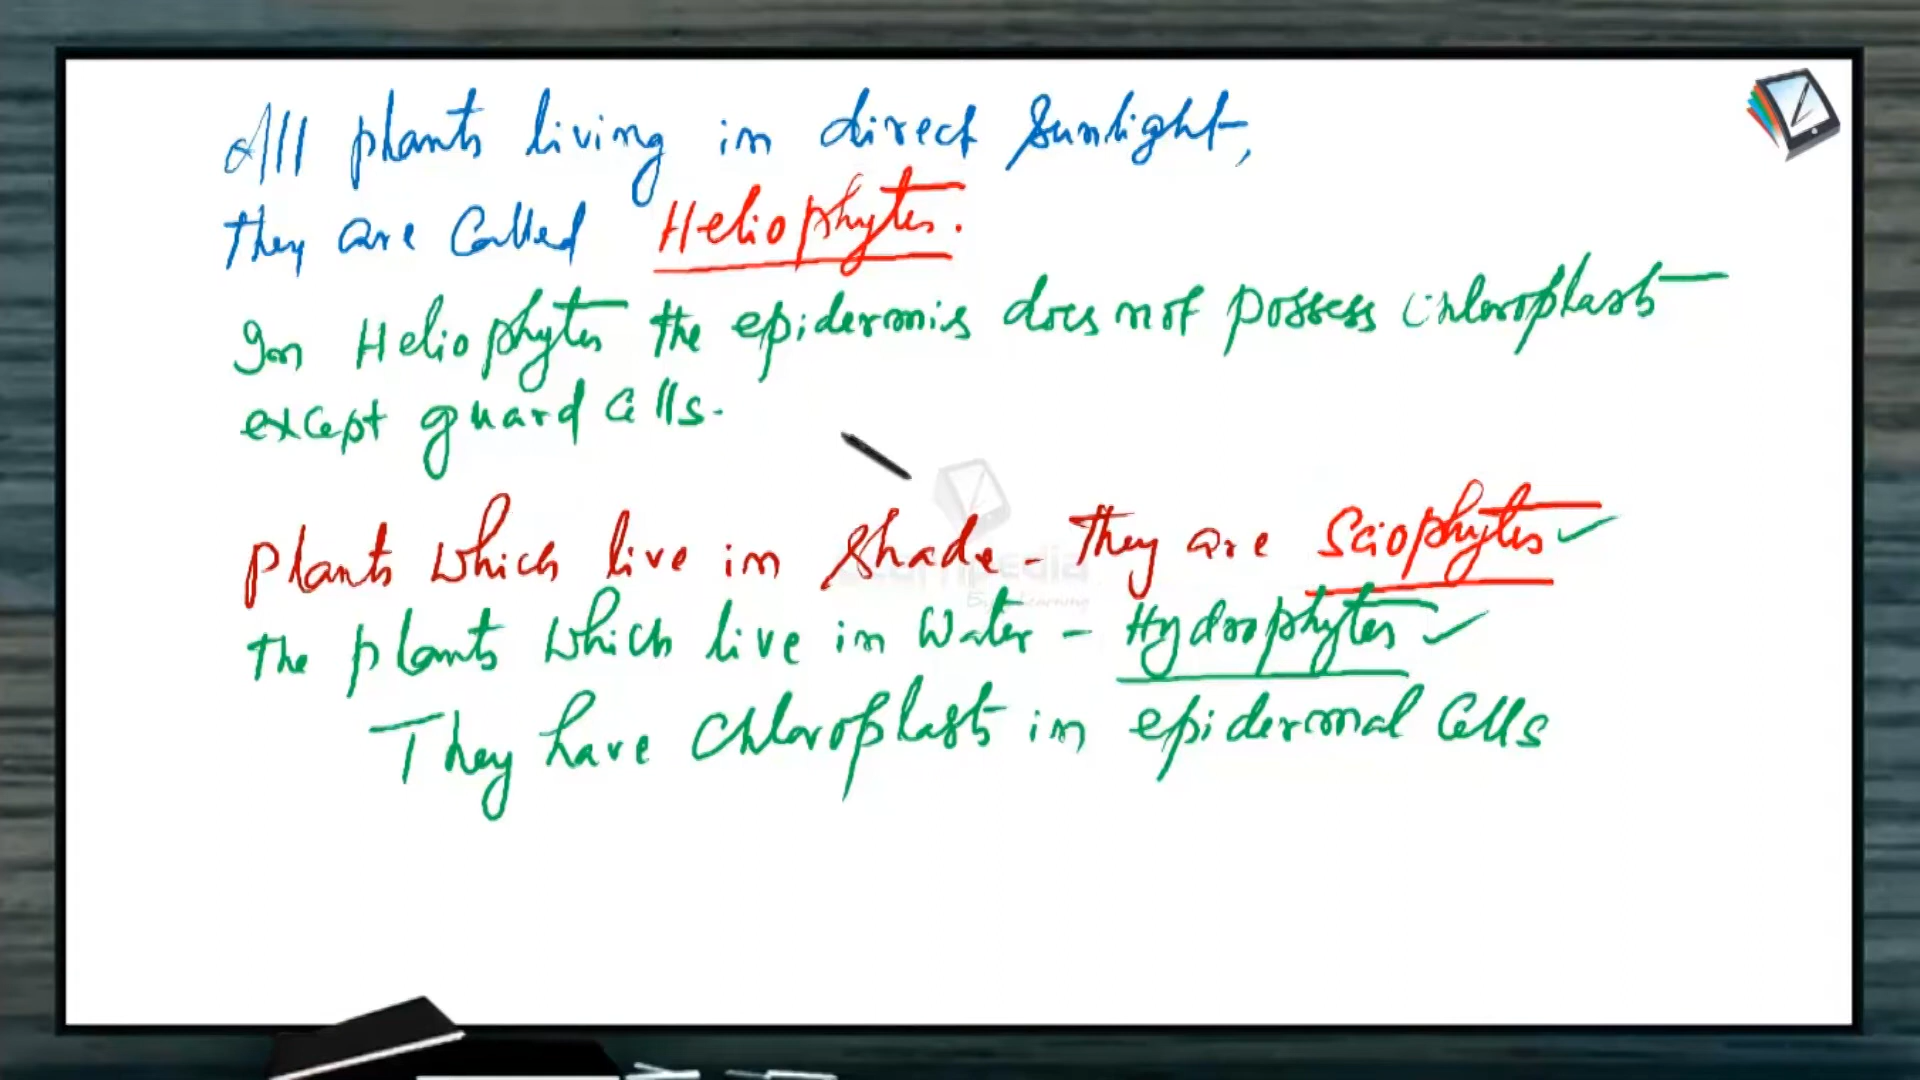 All plants living in direct Sunlight,
they are Called Heliophytes.
In Heliophytes the epidermis does not possess chloroplasts
except guard cells.
Plants which live in Shade - They are Sciophytes
The plants which live in Water - Hydrophytes
They have Chloroplasts in epidermal Cells